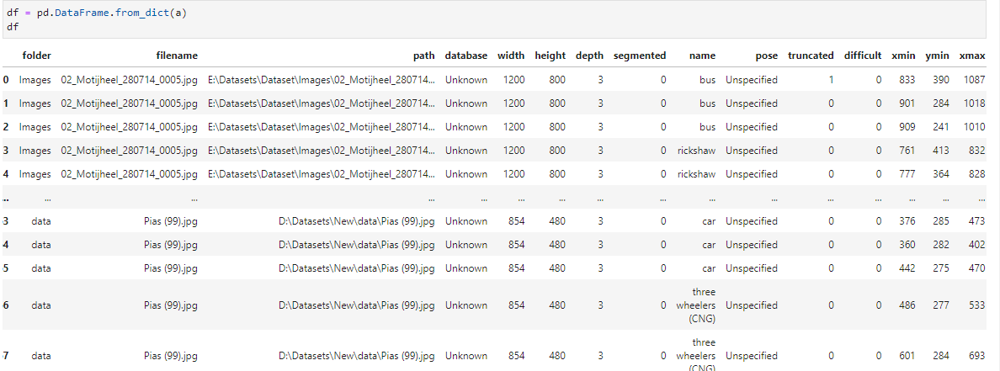 df = pd.DataFrame.from_dict(a)
df
folder filename path database width height depth segmented name pose truncated difficult xmin ymin xmax
0 Images 02_Motijheel_280714_0005.jpg E:\Datasets\Dataset\Images\02_Motijheel_280714... Unknown 1200 800 3 0 bus Unspecified 1 0 833 390 1087
1 Images 02_Motijheel_280714_0005.jpg E:\Datasets\Dataset\Images\02_Motijheel_280714... Unknown 1200 800 3 0 bus Unspecified 0 0 901 284 1018
2 Images 02_Motijheel_280714_0005.jpg E:\Datasets\Dataset\Images\02_Motijheel_280714... Unknown 1200 800 3 0 bus Unspecified 0 0 909 241 1010
3 Images 02_Motijheel_280714_0005.jpg E:\Datasets\Dataset\Images\02_Motijheel_280714... Unknown 1200 800 3 0 rickshaw Unspecified 0 0 761 413 832
4 Images 02_Motijheel_280714_0005.jpg E:\Datasets\Dataset\Images\02_Motijheel_280714... Unknown 1200 800 3 0 rickshaw Unspecified 0 0 777 364 828
... ... ... ... ... ... ... ... ... ... ... ... ... ... ... ...
3 data Pias (99).jpg D:\Datasets\New\data\Pias (99).jpg Unknown 854 480 3 0 car Unspecified 0 0 376 285 473
4 data Pias (99).jpg D:\Datasets\New\data\Pias (99).jpg Unknown 854 480 3 0 car Unspecified 0 0 360 282 402
5 data Pias (99).jpg D:\Datasets\New\data\Pias (99).jpg Unknown 854 480 3 0 car Unspecified 0 0 442 275 470
three
6 data Pias (99).jpg D:\Datasets\New\data\Pias (99).jpg Unknown 854 480 3 0 wheelers Unspecified 0 0 486 277 533
(CNG)
three
7 data Pias (99).jpg D:\Datasets\New\data\Pias (99).jpg Unknown 854 480 3 0 wheelers Unspecified 0 0 601 284 693
(CNG)